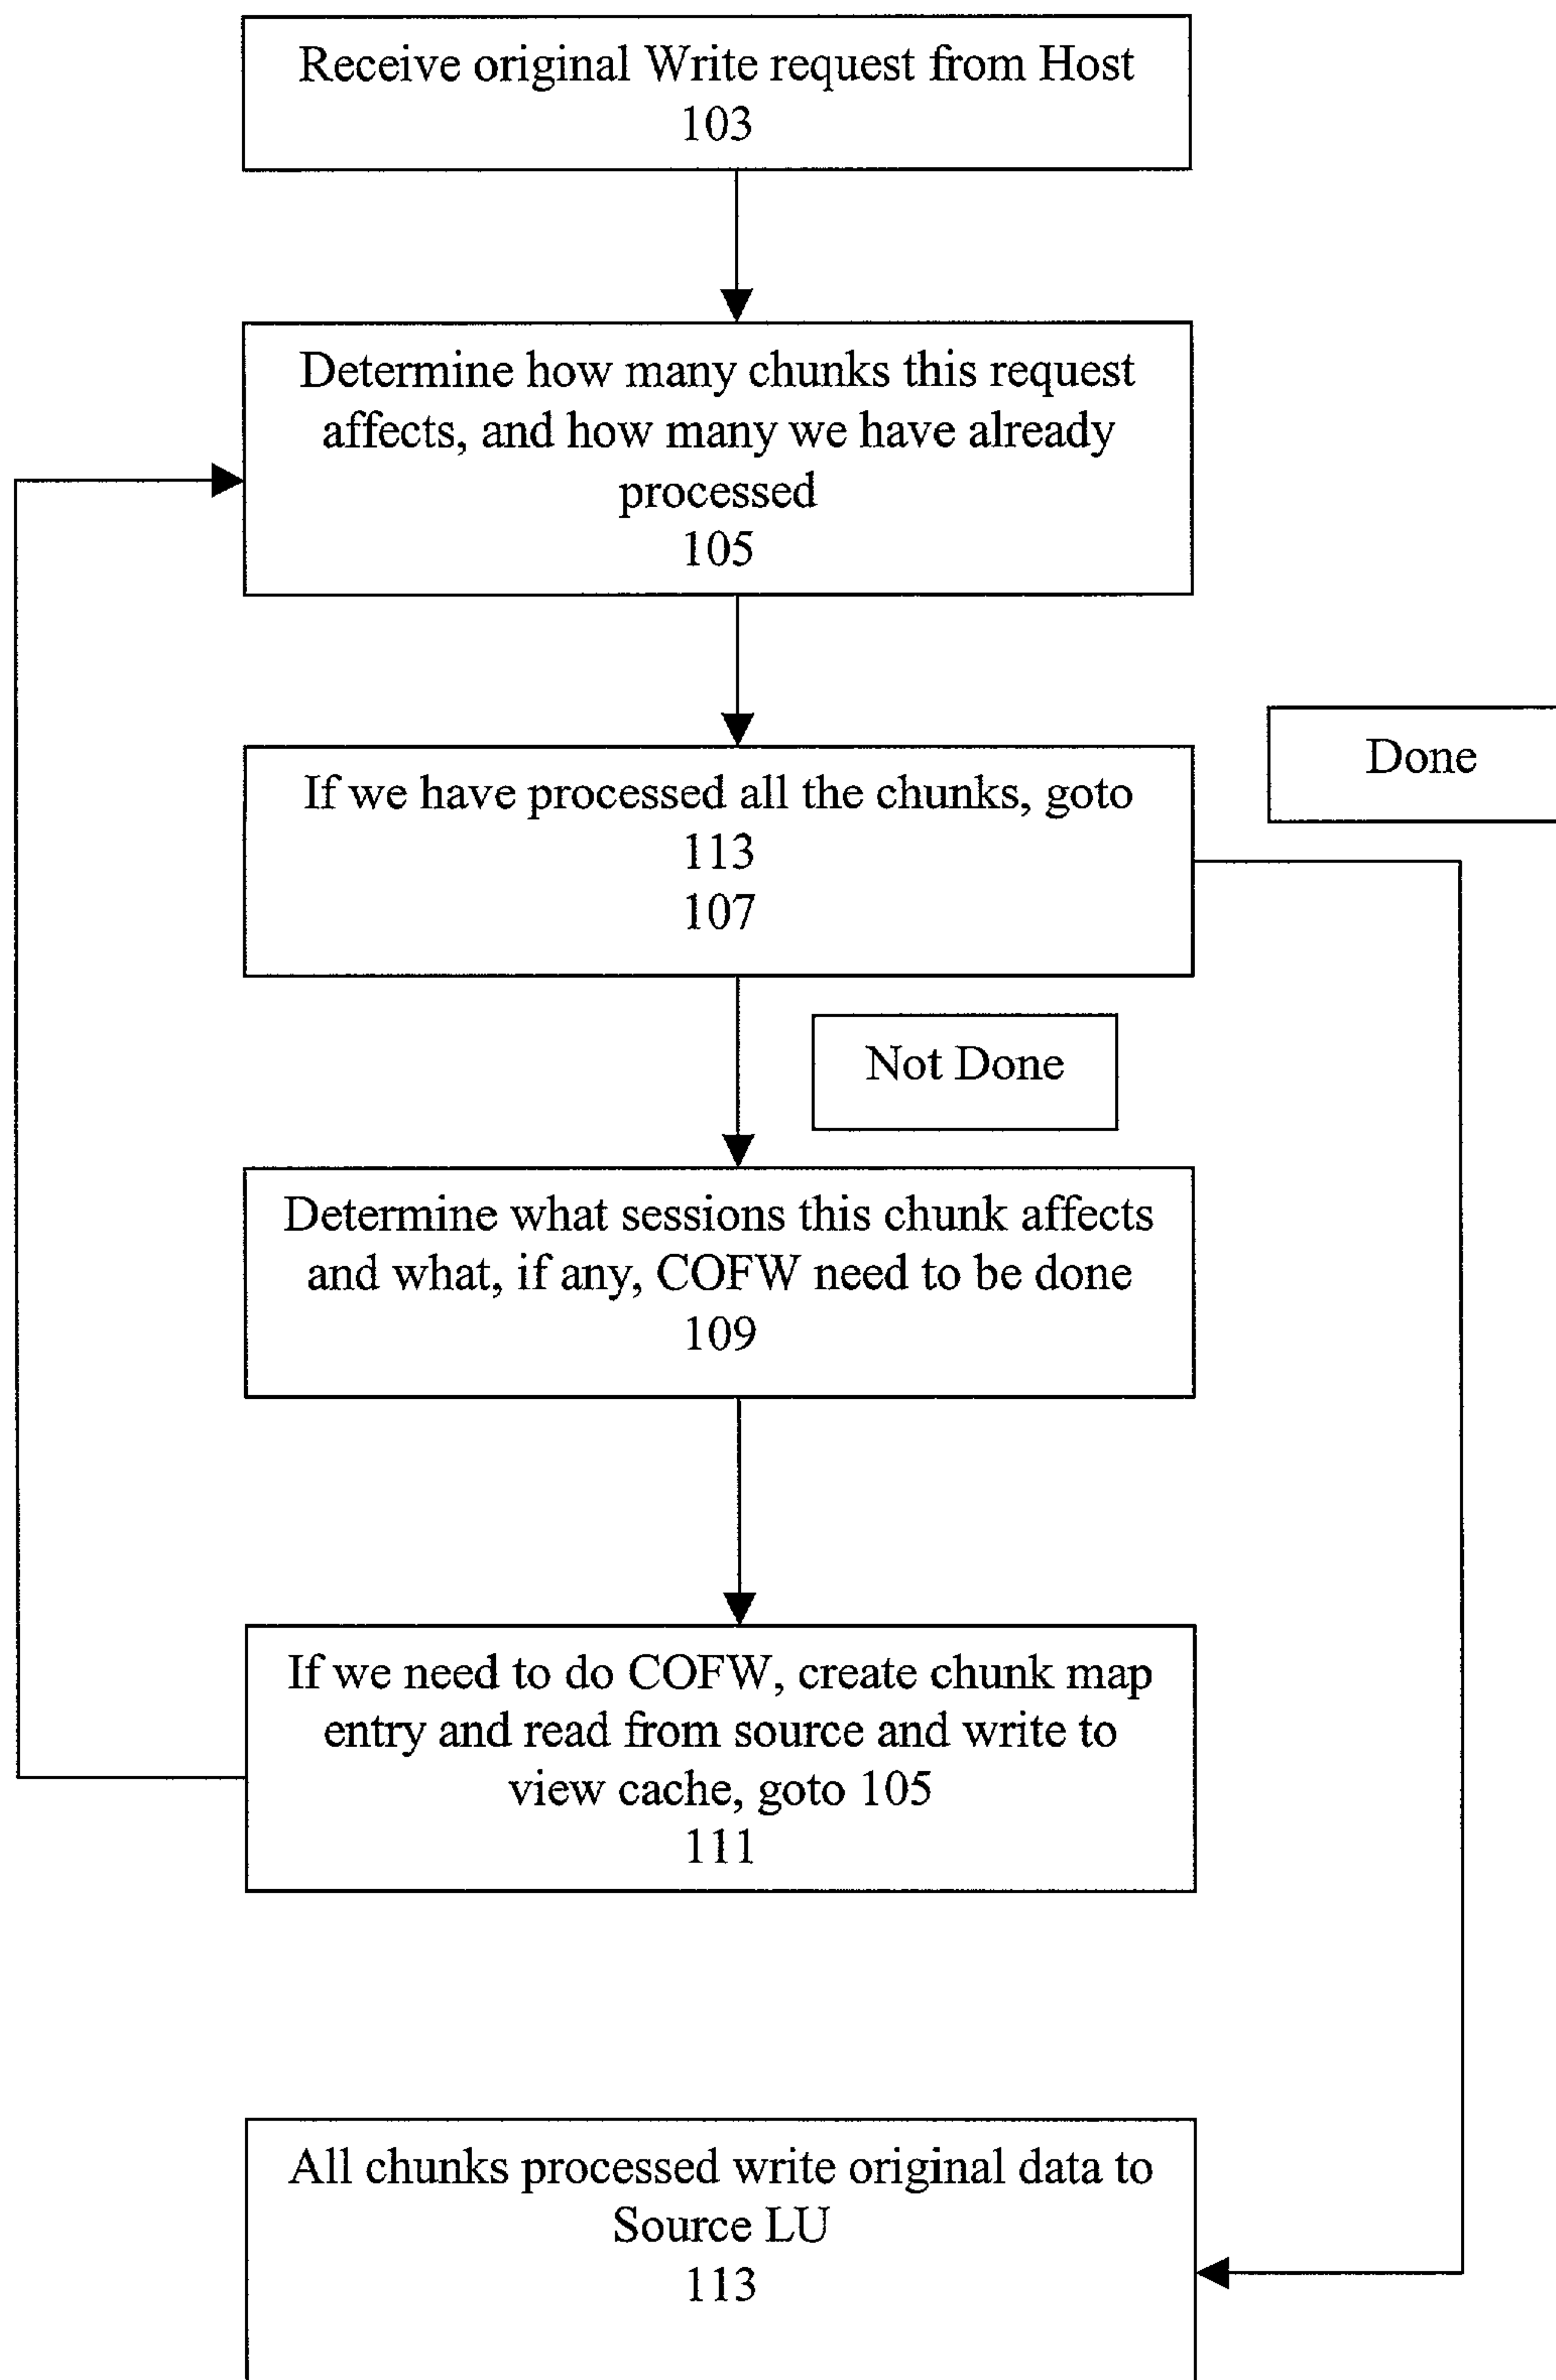 Receive original Write request from Host
103
Determine how many chunks this request
affects, and how many we have already
processed
105
If we have processed all the chunks, goto
113
107
Done
Not Done
Determine what sessions this chunk affects
and what, if any, COFW need to be done
109
If we need to do COFW, create chunk map
entry and read from source and write to
view cache, goto 105
111
All chunks processed write original data to
Source LU
113